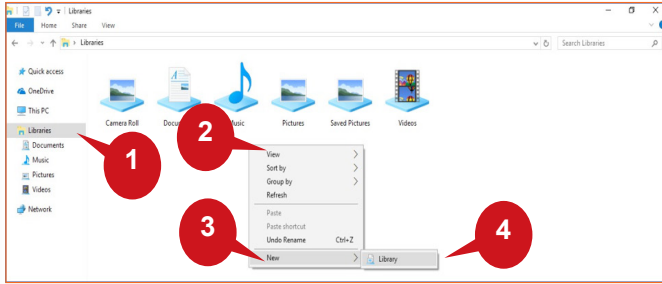 Libraries
File Home Share View
Libraries
Search Libraries
Quick access
OneDrive
This PC
Libraries
Documents
Music
Pictures
Videos
Network
Camera Roll Music Pictures Saved Pictures Videos
1
2
3
4
View
Sort by
Group by
Refresh
Paste
Paste shortcut
Undo Rename Ctrl+Z
New
Library